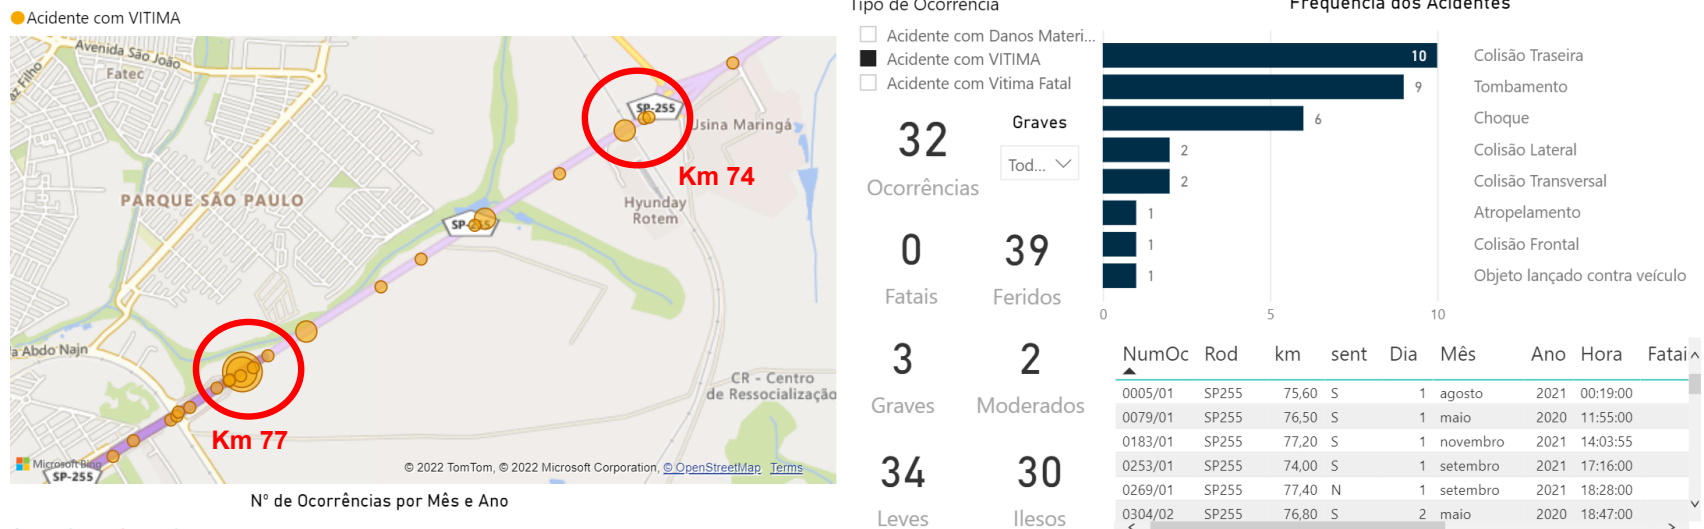 Acidente com VITIMA
Avenida São João
Fatec
az Filho
PARQUE SÃO PAULO
a Abdo Najn
SP-255
Usina Maringá
Km 74
Hyunday
Rotem
CR - Centro
de Ressocialização
Km 77
SP-255
Microsoft Bing
© 2022 TomTom, © 2022 Microsoft Corporation, © OpenStreetMap Terms
Nº de Ocorrências por Mês e Ano
Tipo de Ocorrência
Acidente com Danos Materi...
Acidente com VITIMA
Acidente com Vitima Fatal
32
Ocorrências
Graves
Tod...
0
Fatais
39
Feridos
3
Graves
2
Moderados
34
Leves
30
Ilesos
Frequência dos Acidentes
10 Colisão Traseira
9 Tombamento
6 Choque
2 Colisão Lateral
2 Colisão Transversal
1 Atropelamento
1 Colisão Frontal
1 Objeto lançado contra veículo
0 5 10
NumOc Rod km sent Dia Mês Ano Hora Fatai
0005/01 SP255 75,60 S 1 agosto 2021 00:19:00
0079/01 SP255 76,50 S 1 maio 2020 11:55:00
0183/01 SP255 77,20 S 1 novembro 2021 14:03:55
0253/01 SP255 74,00 S 1 setembro 2021 17:16:00
0269/01 SP255 77,40 N 1 setembro 2021 18:28:00
0304/02 SP255 76,80 S 2 maio 2020 18:47:00